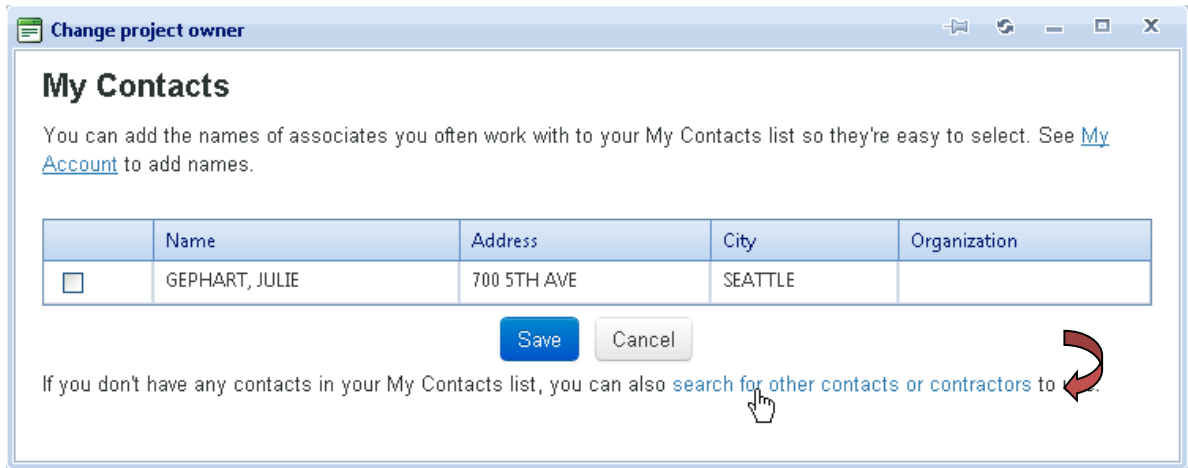 Change project owner
My Contacts
You can add the names of associates you often work with to your My Contacts list so they're easy to select. See My
Account to add names.
Name Address City Organization
GEPHART, JULIE 700 5TH AVE SEATTLE
Save Cancel
If you don't have any contacts in your My Contacts list, you can also search for other contacts or contractors to